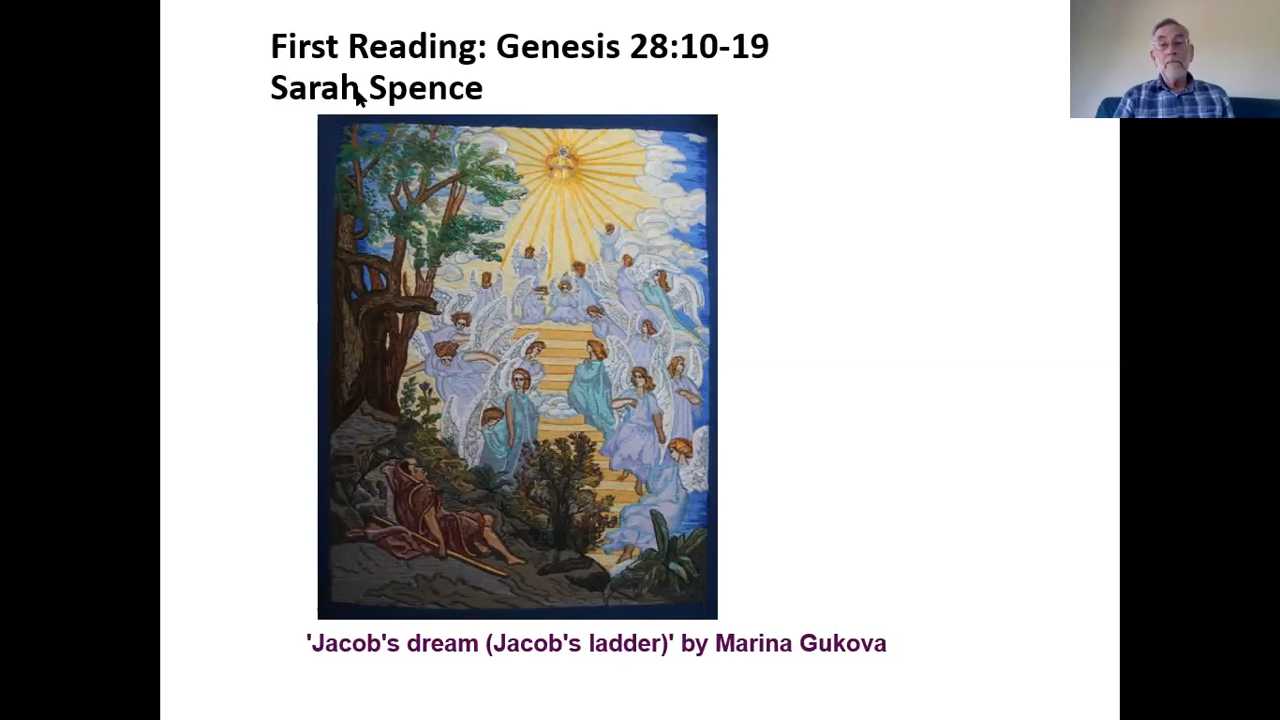 First Reading: Genesis 28:10-19
Sarah Spence
'Jacob's dream (Jacob's ladder)' by Marina Gukova